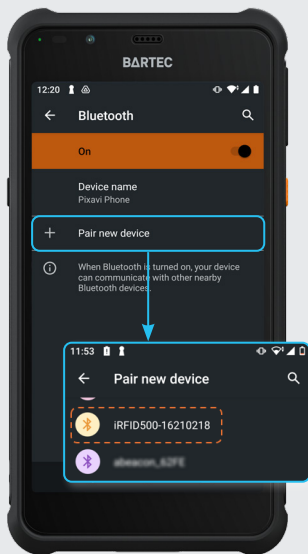 BARTEC
12:20
Bluetooth
On
Device name
Pixavi Phone
Pair new device
When Bluetooth is turned on, your device
can communicate with other nearby
Bluetooth devices.
11:53
Pair new device
iRFID500-16210218